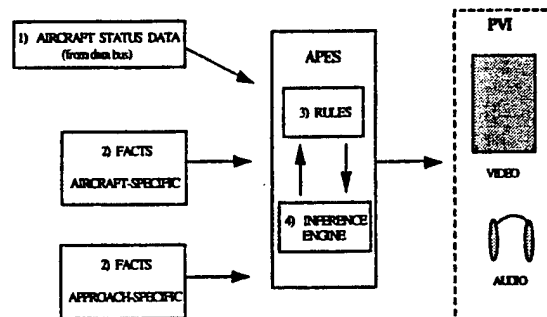 1) AIRCRAFT STATUS DATA
(from data bus)
2) FACTS
AIRCRAFT-SPECIFIC
2) FACTS
APPROACH-SPECIFIC
APES
3) RULES
4) INFERENCE
ENGINE
PVI
VIDEO
AUDIO